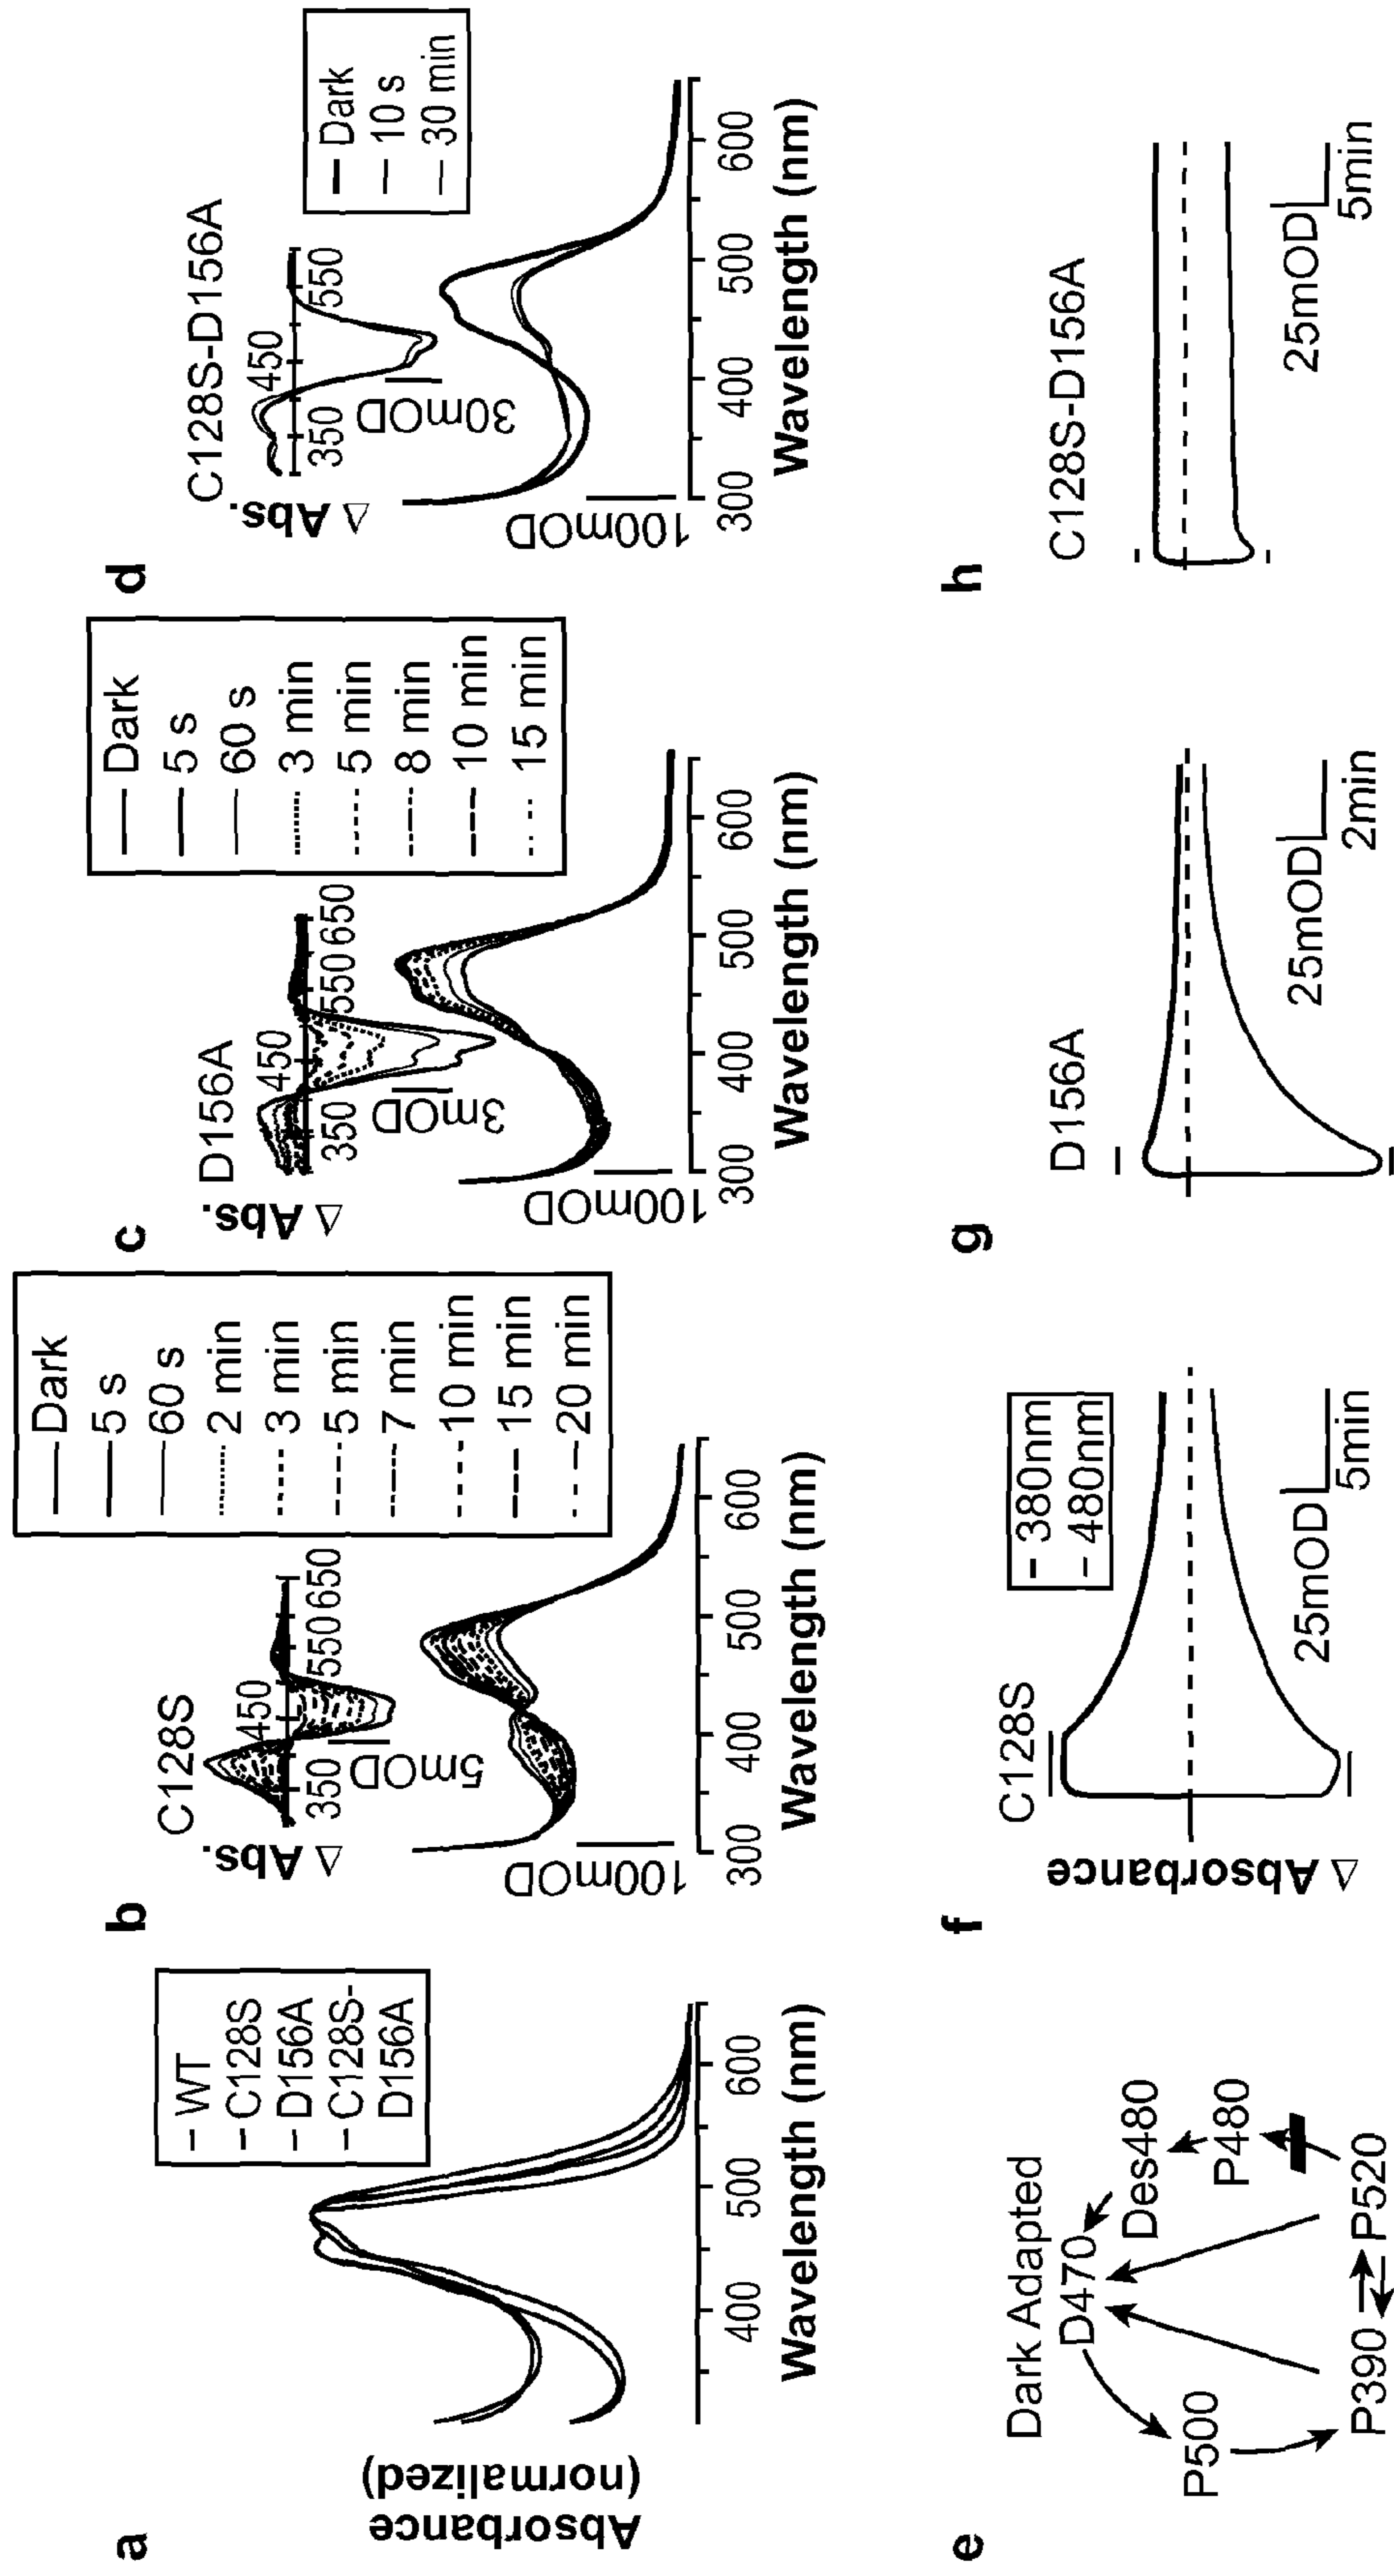 a
Absorbance
(normalized)
WT
C128S
D156A
C128S-
D156A
400
500
600
Wavelength (nm)
b
C128S
Δ Abs.
350
450
550
650
5mOD
100mOD
Dark
5 s
60 s
2 min
3 min
5 min
7 min
10 min
15 min
20 min
300
400
500
600
Wavelength (nm)
c
D156A
Δ Abs.
350
450
550
650
3mOD
100mOD
Dark
5 s
60 s
3 min
5 min
8 min
10 min
15 min
300
400
500
600
Wavelength (nm)
d
C128S-D156A
Δ Abs.
350
450
550
30mOD
100mOD
Dark
10 s
30 min
300
400
500
600
Wavelength (nm)
e
Dark Adapted
D470
Des480
P500
P480
P390
P520
f
C128S
Δ Absorbance
380nm
480nm
25mOD
5min
g
D156A
25mOD
2min
h
C128S-D156A
25mOD
5min